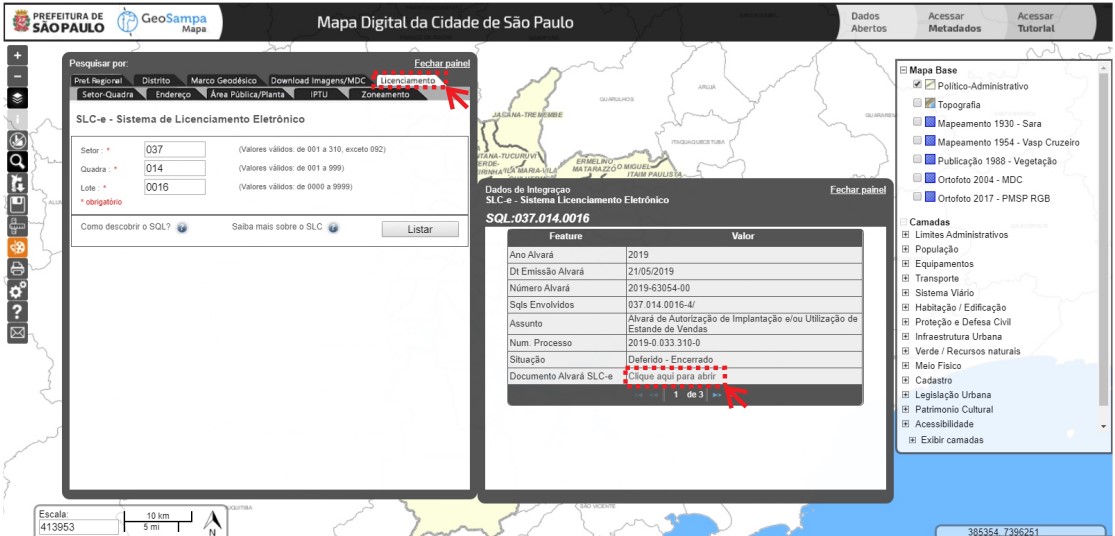 PREFEITURA DE
SÃO PAULO
GeoSampa
Mapa
Mapa Digital da Cidade de São Paulo
Dados
Abertos
Acessar
Metadados
Acessar
Tutorial
Pesquisar por:
Fechar painel
Pref. Regional
Distrito
Marco Geodésico
Download Imagens/MDC
Licenciamento
Setor-Quadra
Endereço
Área Pública/Planta
IPTU
Zoneamento
SLC-e - Sistema de Licenciamento Eletrônico
Setor : *
037
(Valores válidos: de 001 a 310, exceto 092)
Quadra : *
014
(Valores válidos: de 001 a 999)
Lote : *
0016
(Valores válidos: de 0000 a 9999)
* obrigatório
Como descobrir o SQL?
Saiba mais sobre o SLC
Listar
JAÇANÃ-TREMEMBÉ
GUARULHOS
ARUJÁ
ITAQUAQUECETUBA
ERMELINO
MATARAZZO
O MIGUEL
ITAIM PAULISTA
Dados de Integraçao
Fechar painel
SLC-e - Sistema Licenciamento Eletrônico
SQL:037.014.0016
Feature
Valor
Ano Alvará
2019
Dt Emissão Alvará
21/05/2019
Número Alvará
2019-63054-00
Sqls Envolvidos
037.014.0016-4/
Assunto
Alvará de Autorização de Implantação e/ou Utilização de
Estande de Vendas
Num. Processo
2019-0.033.310-0
Situação
Deferido - Encerrado
Documento Alvará SLC-e
Clique aqui para abrir
1 de 3
Mapa Base
Político-Administrativo
Topografia
Mapeamento 1930 - Sara
Mapeamento 1954 - Vasp Cruzeiro
Publicação 1988 - Vegetação
Ortofoto 2004 - MDC
Ortofoto 2017 - PMSP RGB
Camadas
Limites Administrativos
População
Equipamentos
Transporte
Sistema Viário
Habitação / Edificação
Proteção e Defesa Civil
Infraestrutura Urbana
Verde / Recursos naturais
Meio Físico
Cadastro
Legislação Urbana
Patrimonio Cultural
Acessibilidade
Exibir camadas
Escala:
413953
10 km
5 mi
N
SÃO VICENTE
385354, 7396251